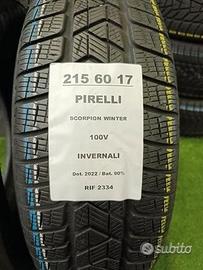 215 60 17
PIRELLI
SCORPION WINTER
100V
INVERNALI
Dot. 2022 / Bat. 90%
RIF 2334
subito